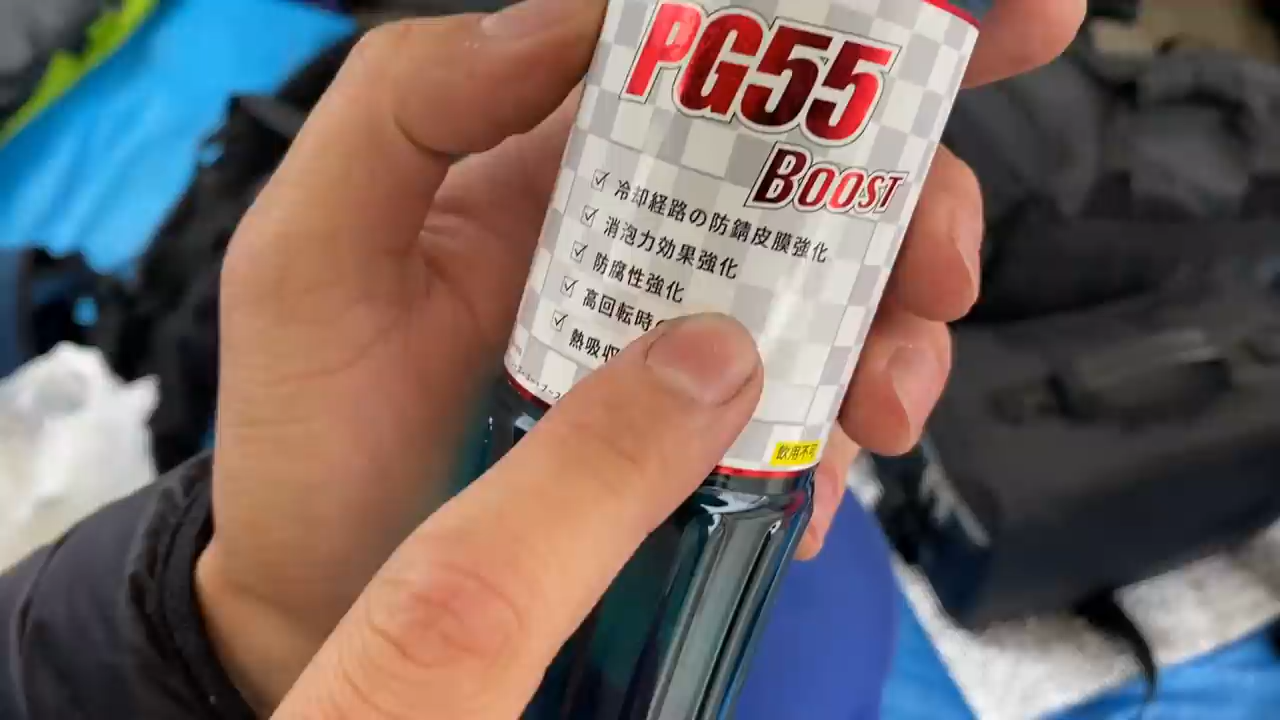 PG55
BOOST
冷却経路の防錆皮膜強化
消泡力効果強化
防腐性強化
高回転時の
熱吸収
飲用不可